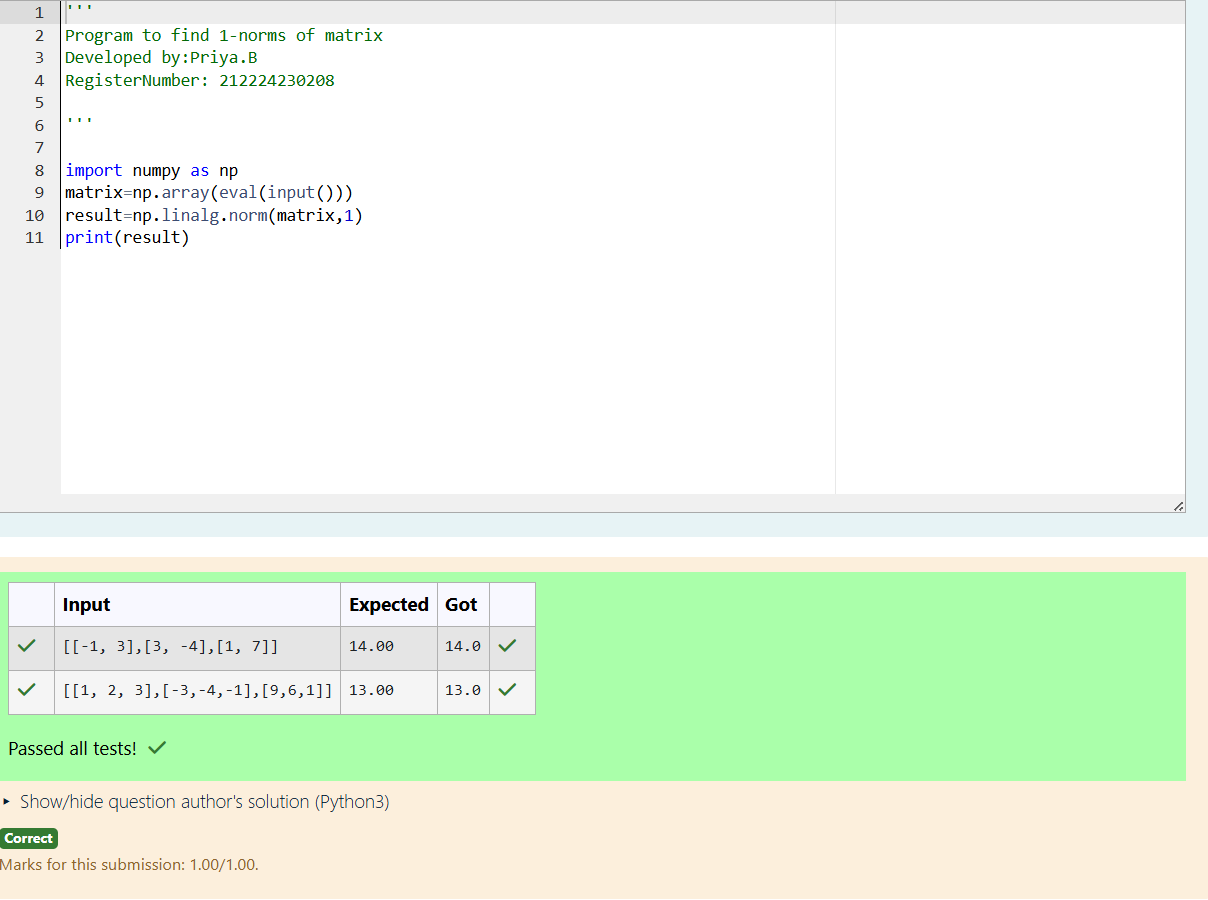 1 '''
2 Program to find 1-norms of matrix
3 Developed by:Priya.B
4 RegisterNumber: 212224230208
5
6 '''
7
8 import numpy as np
9 matrix=np.array(eval(input()))
10 result=np.linalg.norm(matrix,1)
11 print(result)
Input Expected Got
[[-1, 3],[3, -4],[1, 7]] 14.00 14.0
[[1, 2, 3],[-3,-4,-1],[9,6,1]] 13.00 13.0
Passed all tests!
Show/hide question author's solution (Python3)
Correct
Marks for this submission: 1.00/1.00.